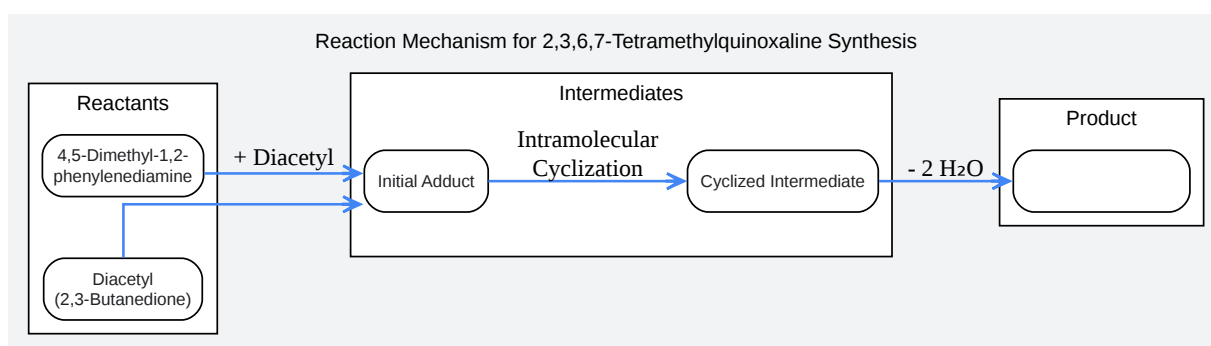 Reaction Mechanism for 2,3,6,7-Tetramethylquinoxaline Synthesis
Reactants
4,5-Dimethyl-1,2-
phenylenediamine
Diacetyl
(2,3-Butanedione)
+ Diacetyl
Intermediates
Initial Adduct
Intramolecular
Cyclization
Cyclized Intermediate
- 2 H₂O
Product